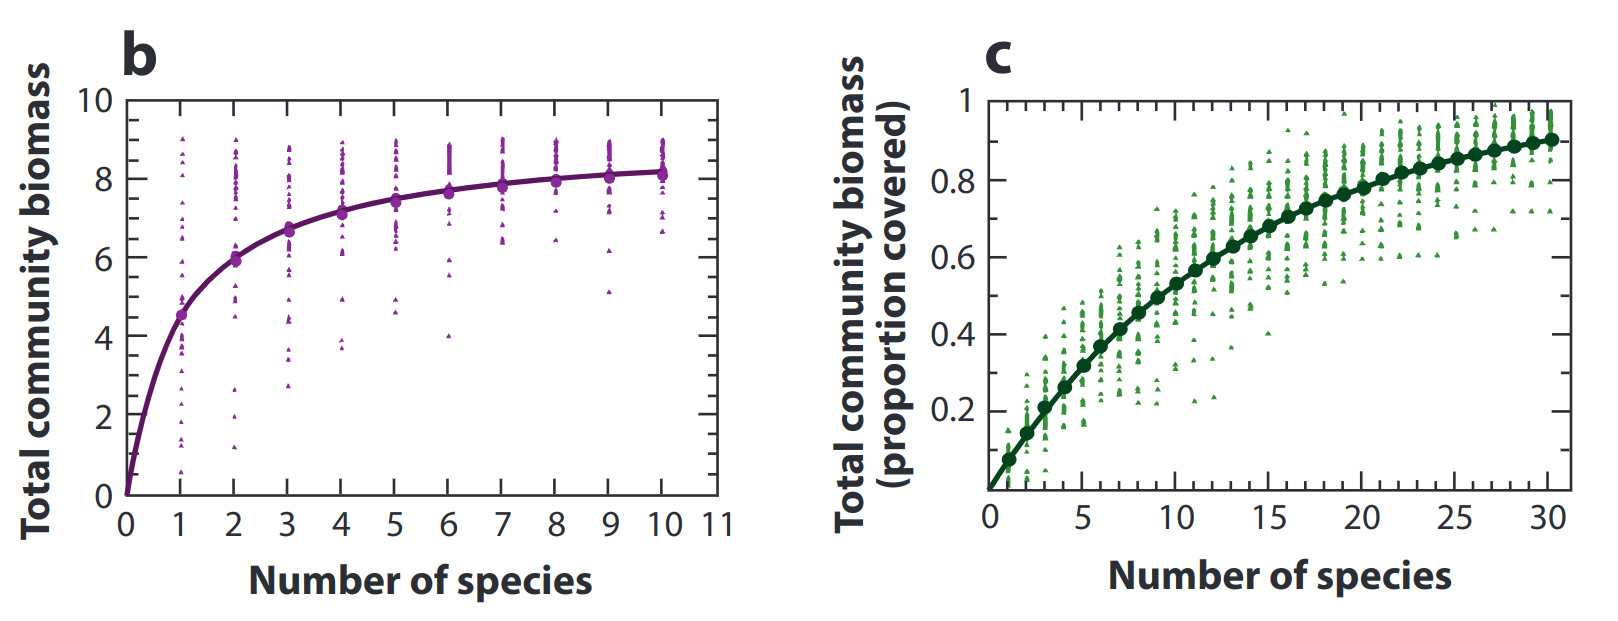 b
Total community biomass
10
8
6
4
2
0
0 1 2 3 4 5 6 7 8 9 10 11
Number of species
c
Total community biomass
(proportion covered)
1
0.8
0.6
0.4
0.2
0 5 10 15 20 25 30
Number of species